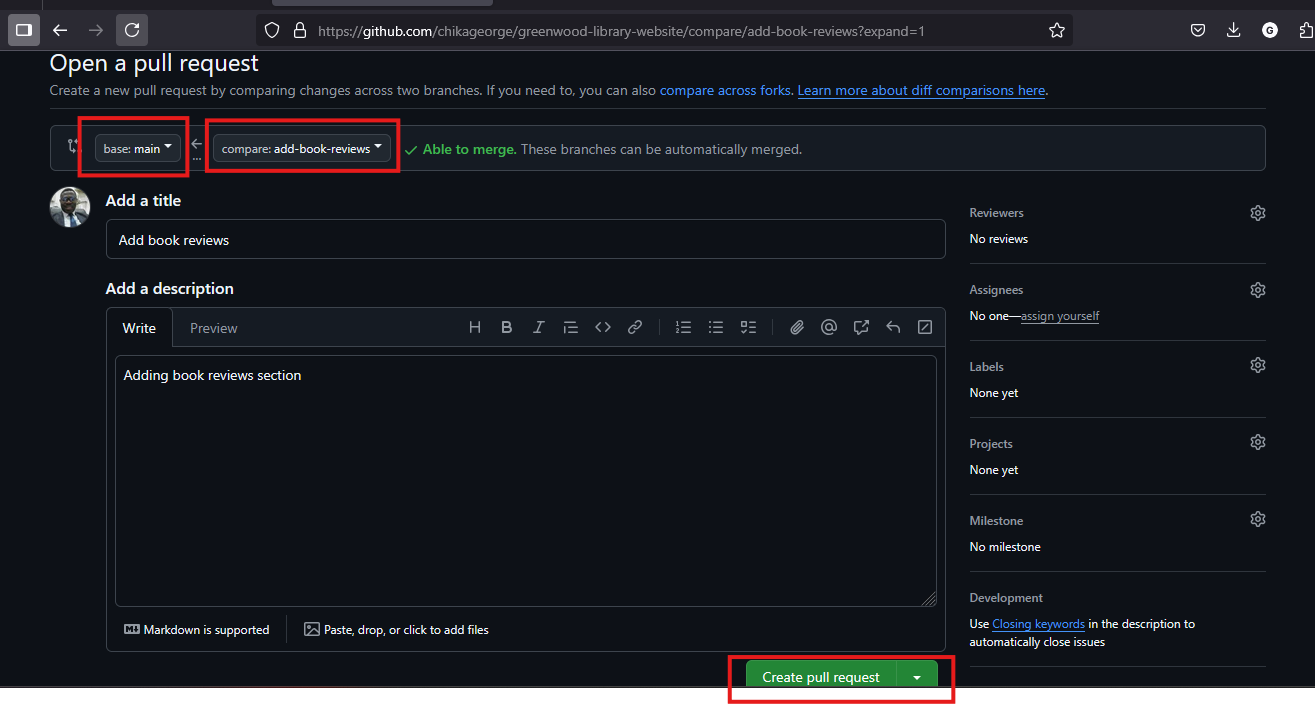 https://github.com/chikageorge/greenwood-library-website/compare/add-book-reviews?expand=1
G
Open a pull request
Create a new pull request by comparing changes across two branches. If you need to, you can also compare across forks. Learn more about diff comparisons here.
base: main
compare: add-book-reviews
Able to merge. These branches can be automatically merged.
Add a title
Add book reviews
Add a description
Write Preview
Adding book reviews section
Markdown is supported
Paste, drop, or click to add files
Create pull request
Reviewers
No reviews
Assignees
No one—assign yourself
Labels
None yet
Projects
None yet
Milestone
No milestone
Development
Use Closing keywords in the description to
automatically close issues